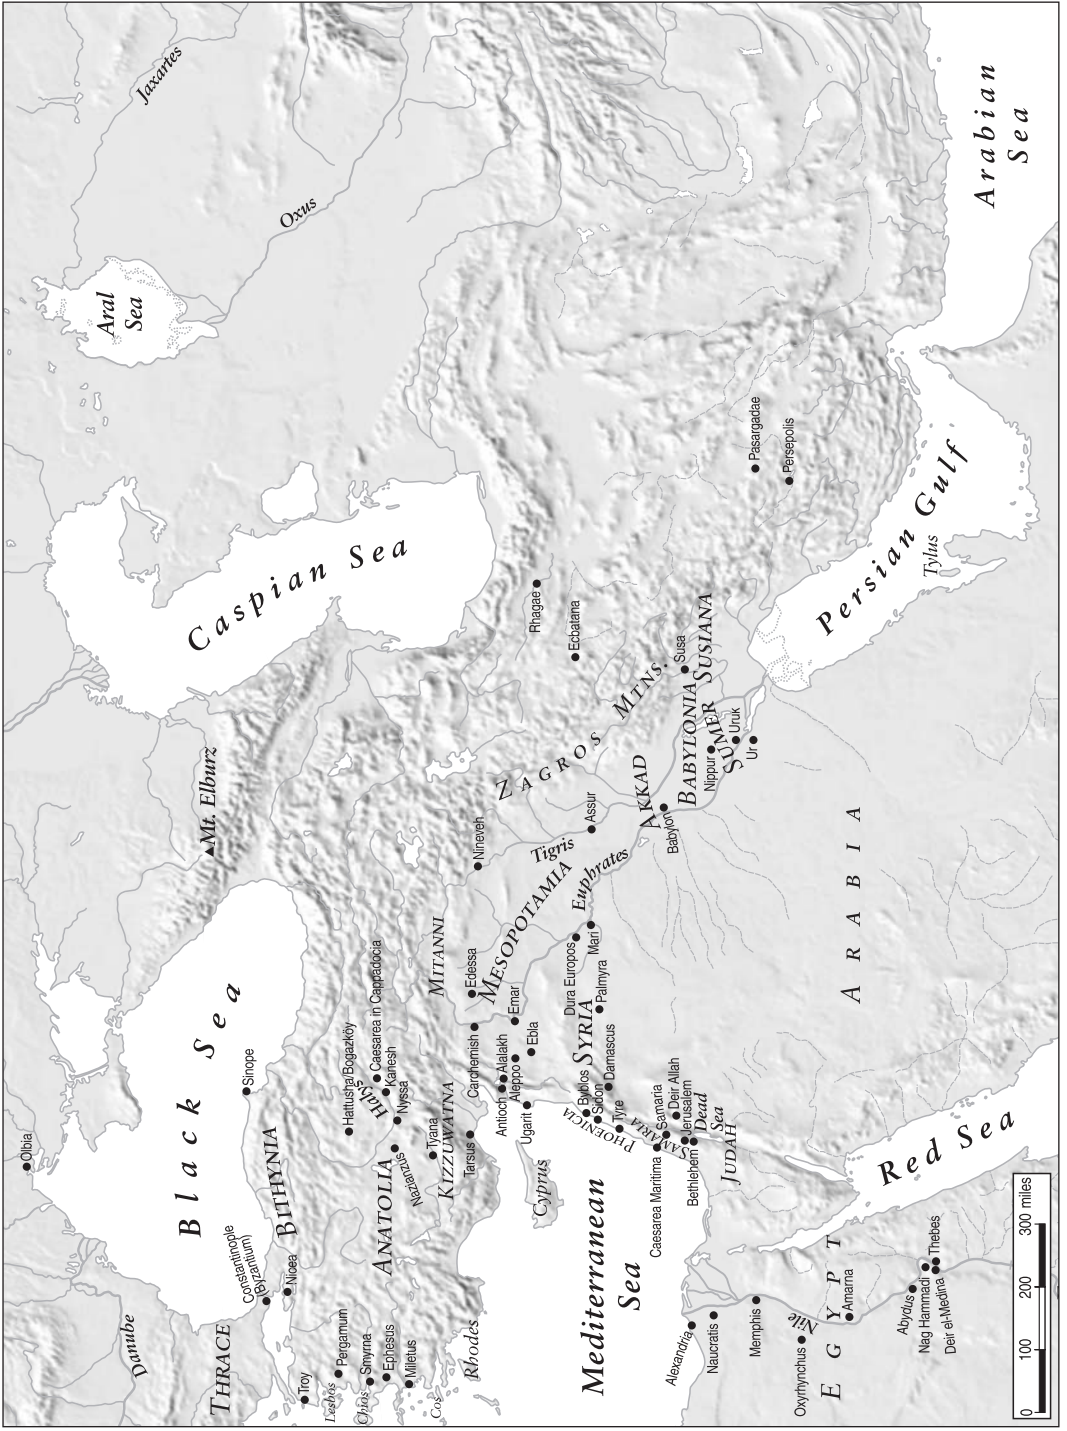 Olbia
Danube
THRACE
Constantinople
(Byzantium)
Nicea
BITHYNIA
Black Sea
Sinope
Mt. Elburz
Caspian Sea
Aral
Sea
Oxus
Jaxartes
Troy
Lesbos
Pergamum
Chios
Smyrna
Ephesus
Miletus
Cos
Rhodes
ANATOLIA
Hattusha/Bogazköy
Halys
Caesarea in Cappadocia
Kanesh
Nyssa
Nazianzus
Tyana
KIZZUWATNA
Tarsus
MITANNI
Carchemish
Edessa
Nineveh
Antioch
Alalakh
Aleppo
Emar
Ugarit
Ebla
Cyprus
MESOPOTAMIA
Tigris
Assur
Euphrates
ZAGROS MTNS.
Rhagae
Ecbatana
Mediterranean
Sea
SYRIA
Dura Europos
Mari
Palmyra
Byblos
Sidon
Tyre
Damascus
PHOENICIA
SAMARIA
Caesarea Maritima
Samaria
Deir Allah
Jerusalem
Bethlehem
Dead
Sea
JUDAH
AKKAD
Babylon
BABYLONIA
SUMER
Nippur
Uruk
Ur
Susa
SUSIANA
Pasargadae
Persepolis
Persian Gulf
Tylus
Arabian
Sea
ARABIA
Red Sea
Alexandria
Naucratis
Memphis
Oxyrhynchus
Nile
EGYPT
Amarna
Abydus
Nag Hammadi
Thebes
Deir el-Medina
0 100 200 300 miles